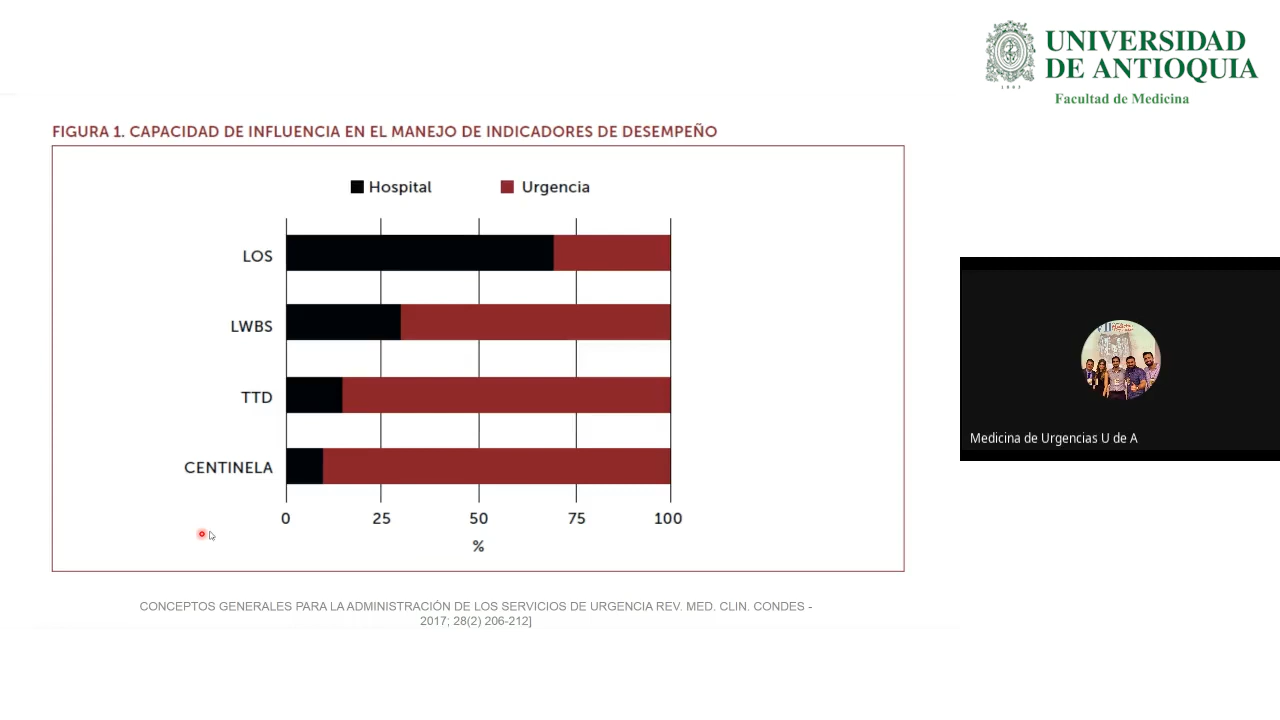 UNIVERSIDAD
DE ANTIOQUIA
1803
Facultad de Medicina
FIGURA 1. CAPACIDAD DE INFLUENCIA EN EL MANEJO DE INDICADORES DE DESEMPEÑO
Hospital
Urgencia
LOS
LWBS
TTD
CENTINELA
0 25 50 75 100
%
CONCEPTOS GENERALES PARA LA ADMINISTRACIÓN DE LOS SERVICIOS DE URGENCIA REV. MED. CLIN. CONDES -
2017; 28(2) 206-212]
Medicina de Urgencias U de A